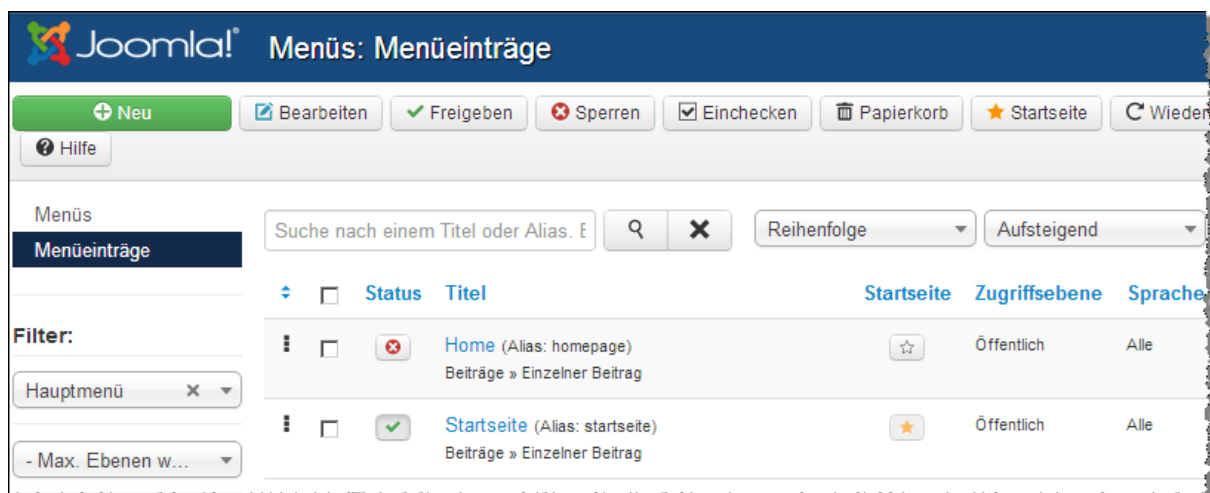 Joomla!® Menüs: Menüeinträge
Neu Bearbeiten Freigeben Sperren Einchecken Papierkorb Startseite
Hilfe
Menüs
Menüeinträge
Suche nach einem Titel oder Alias. Reihenfolge Aufsteigend
Status Titel Startseite Zugriffsebene Sprache
Filter:
Home (Alias: homepage) Öffentlich Alle
Beiträge » Einzelner Beitrag
Hauptmenü
Startseite (Alias: startseite) Öffentlich Alle
Beiträge » Einzelner Beitrag
- Max. Ebenen w...